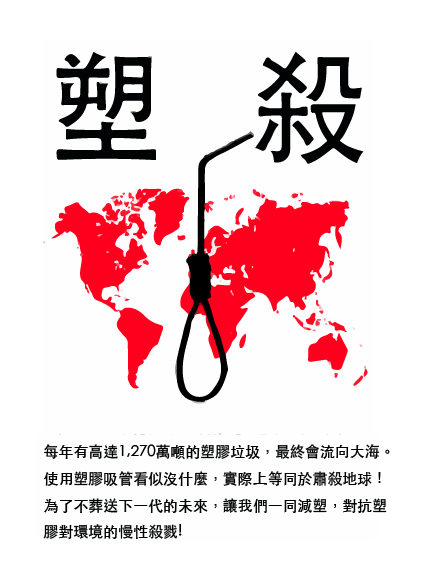 塑 殺
每年有高達1,270萬噸的塑膠垃圾，最終會流向大海。
使用塑膠吸管看似沒什麼，實際上等同於肅殺地球！
為了不葬送下一代的未來，讓我們一同減塑，對抗塑
膠對環境的慢性殺戮!